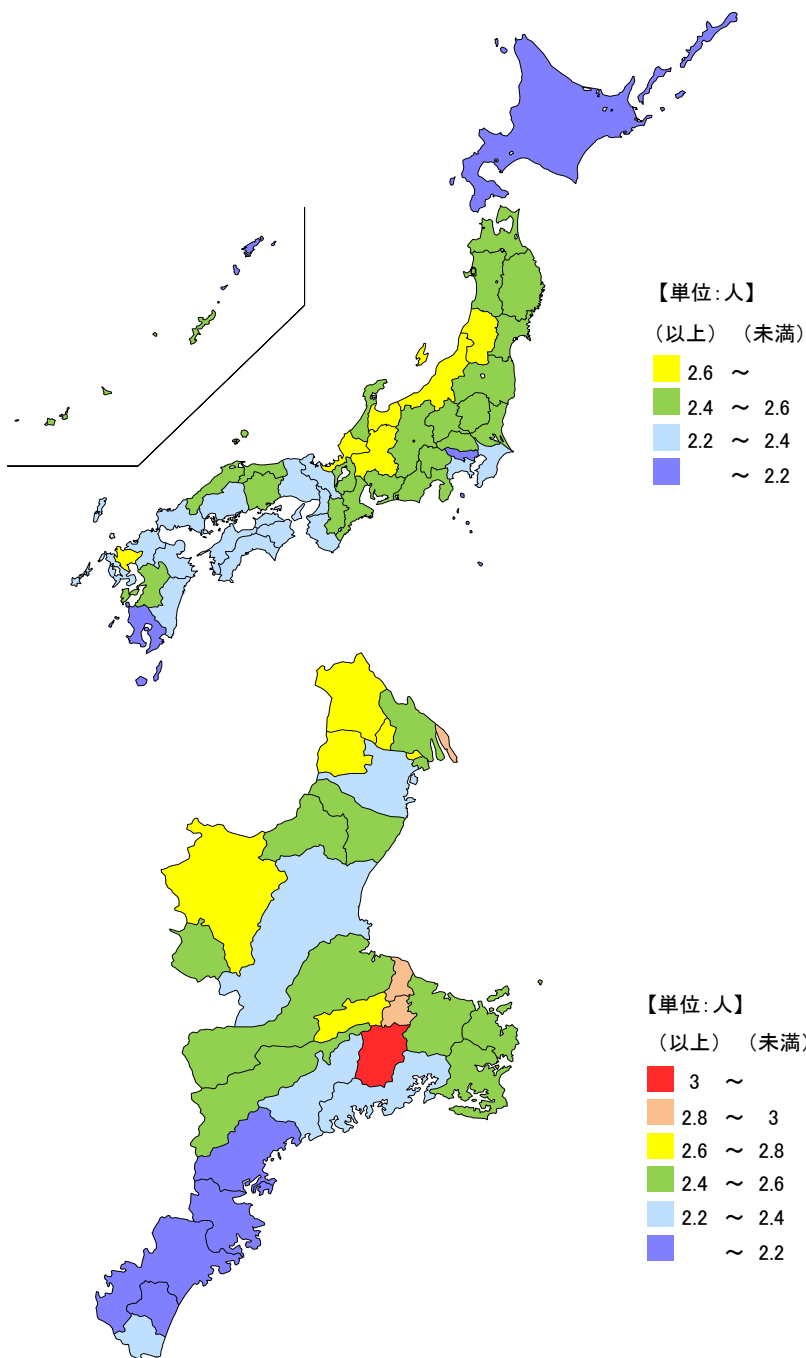 【単位:人】
（以上） （未満）
2.6 ～
2.4 ～ 2.6
2.2 ～ 2.4
～ 2.2
【単位:人】
（以上） （未満）
3 ～
2.8 ～ 3
2.6 ～ 2.8
2.4 ～ 2.6
2.2 ～ 2.4
～ 2.2